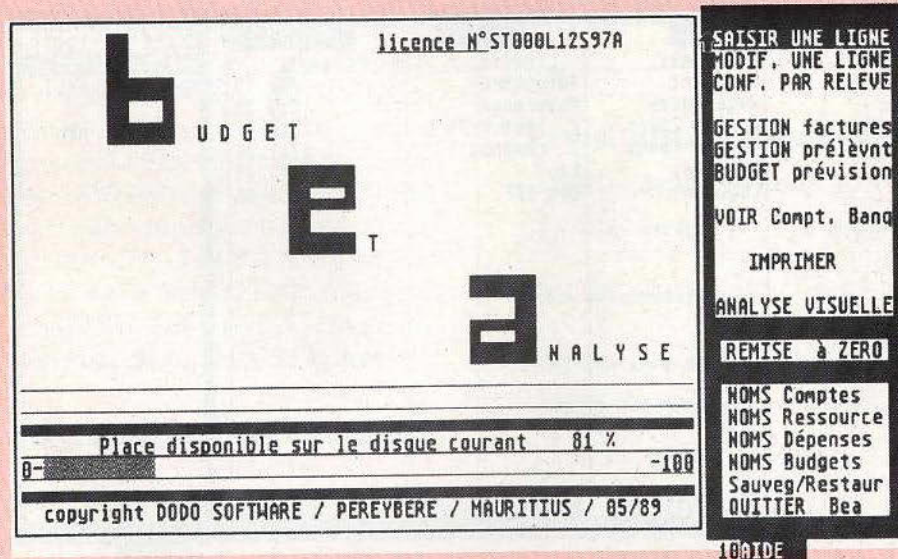 licence N°ST000L12S97A
b UDGET
e T
a NALYSE
Place disponible sur le disque courant 81 %
0- -100
copyright DODO SOFTWARE / PEREYBERE / MAURITIUS / 05/89
SAISIR UNE LIGNE
MODIF. UNE LIGNE
CONF. PAR RELEVE
GESTION factures
GESTION prélèvnt
BUDGET prévision
VOIR Compt. Banq
IMPRIMER
ANALYSE VISUELLE
REMISE à ZERO
NOMS Comptes
NOMS Ressource
NOMS Dépenses
NOMS Budgets
Sauveg/Restaur
QUITTER Bea
10AIDE